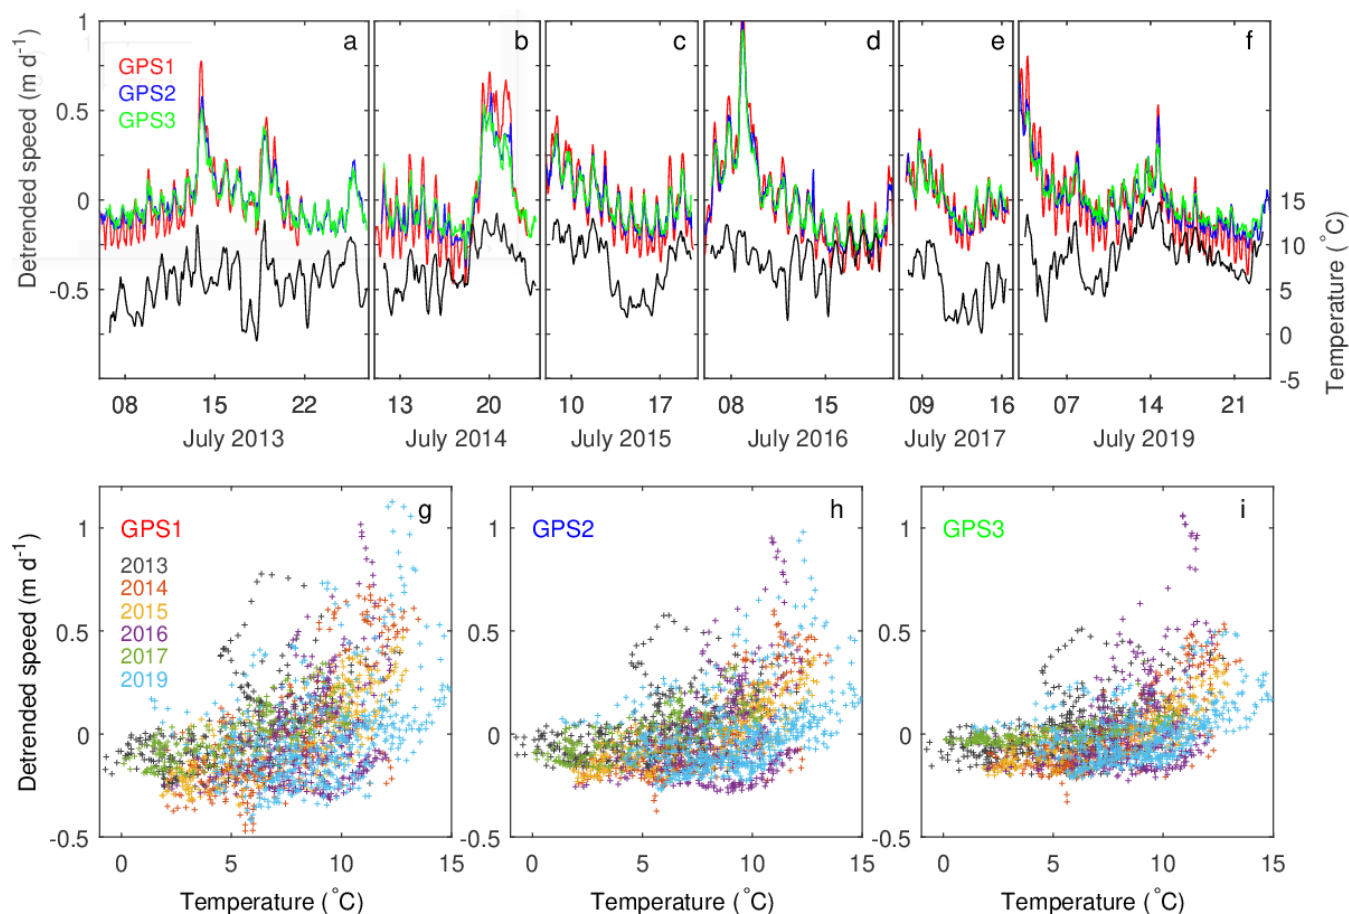 a b c d e f
GPS1
GPS2
GPS3
Detrended speed (m d-1)
1
0.5
0
-0.5
15
10
5
0
-5
Temperature (°C)
08 15 22 13 20 10 17 08 15 09 16 07 14 21
July 2013 July 2014 July 2015 July 2016 July 2017 July 2019
g h i
GPS1 GPS2 GPS3
2013
2014
2015
2016
2017
2019
Detrended speed (m d-1)
1 1 1
0.5 0.5 0.5
0 0 0
-0.5 -0.5 -0.5
0 5 10 15 0 5 10 15 0 5 10 15
Temperature (°C) Temperature (°C) Temperature (°C)